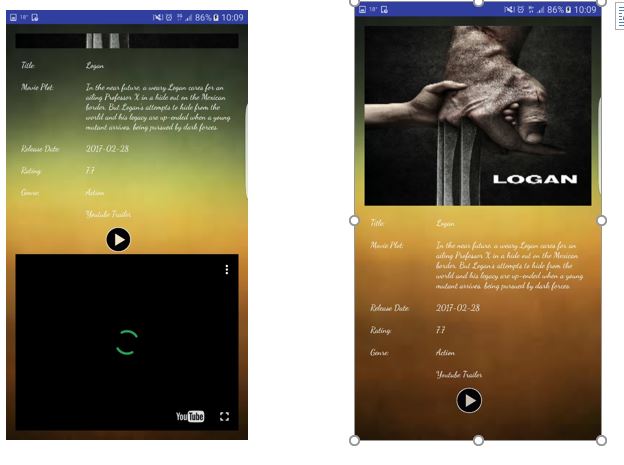 18° 86% 10:09
Title: Logan
Movie Plot: In the near future, a weary Logan cares for an
ailing Professor X in a hide out on the Mexican
border. But Logan's attempts to hide from the
world and his legacy are up-ended when a young
mutant arrives, being pursued by dark forces.
Release Date: 2017-02-28
Rating: 7.7
Genre: Action
Youtube Trailer
YouTube
18° 86% 10:09
LOGAN
Title: Logan
Movie Plot: In the near future, a weary Logan cares for an
ailing Professor X in a hide out on the Mexican
border. But Logan's attempts to hide from the
world and his legacy are up-ended when a young
mutant arrives, being pursued by dark forces.
Release Date: 2017-02-28
Rating: 7.7
Genre: Action
Youtube Trailer